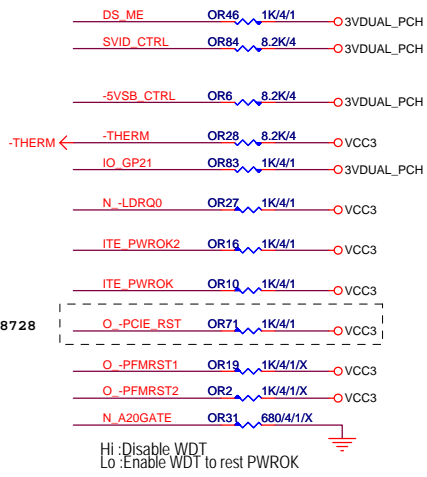 DS_ME OR46 1K/4/1 3VDUAL_PCH
SVID_CTRL OR84 8.2K/4 3VDUAL_PCH
-5VSB_CTRL OR6 8.2K/4 3VDUAL_PCH
-THERM -THERM OR28 8.2K/4 VCC3
IO_GP21 OR83 1K/4/1 3VDUAL_PCH
N_-LDRQ0 OR27 1K/4/1 VCC3
ITE_PWROK2 OR16 1K/4/1 VCC3
ITE_PWROK OR10 1K/4/1 VCC3
8728 O_-PCIE_RST OR71 1K/4/1 VCC3
O_-PFMRST1 OR19 1K/4/1/X VCC3
O_-PFMRST2 OR2 1K/4/1/X VCC3
N_A20GATE OR31 680/4/1/X
Hi :Disable WDT
Lo :Enable WDT to rest PWROK